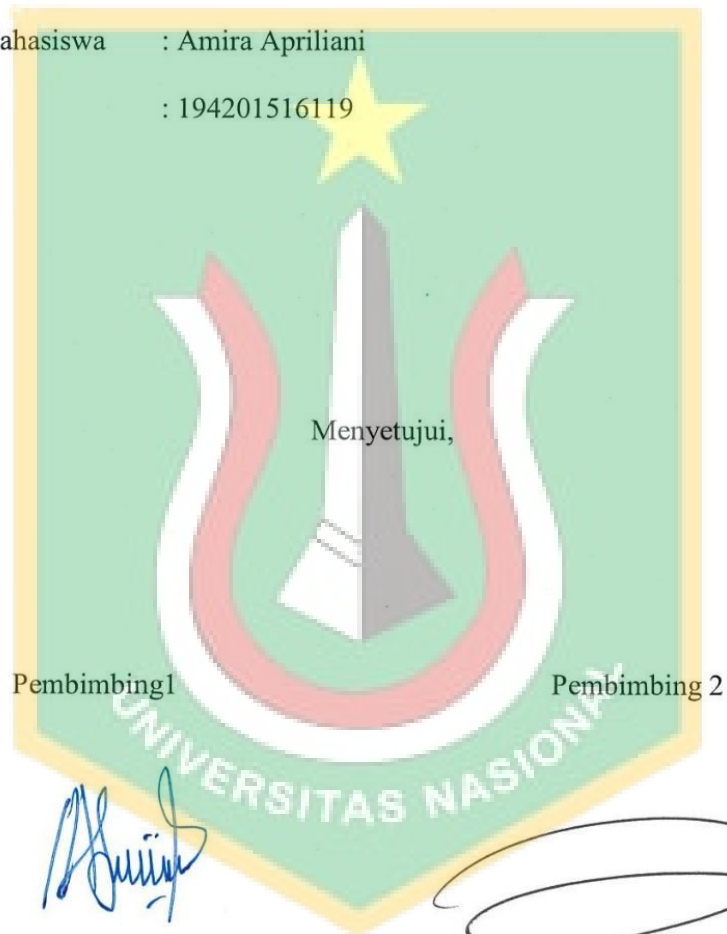 ahasiswa : Amira Apriliani
: 194201516119
Menyetujui,
Pembimbing1 Pembimbing 2
UNIVERSITAS NASIONAL